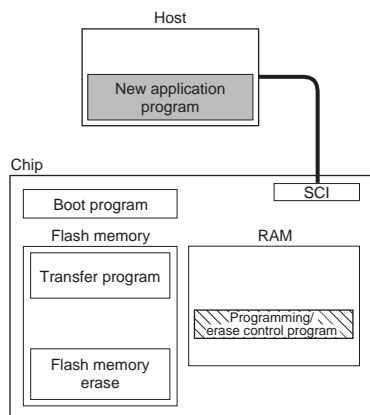 Host
New application
program
Chip
SCI
Boot program
Flash memory
RAM
Transfer program
Programming/
erase control program
Flash memory
erase